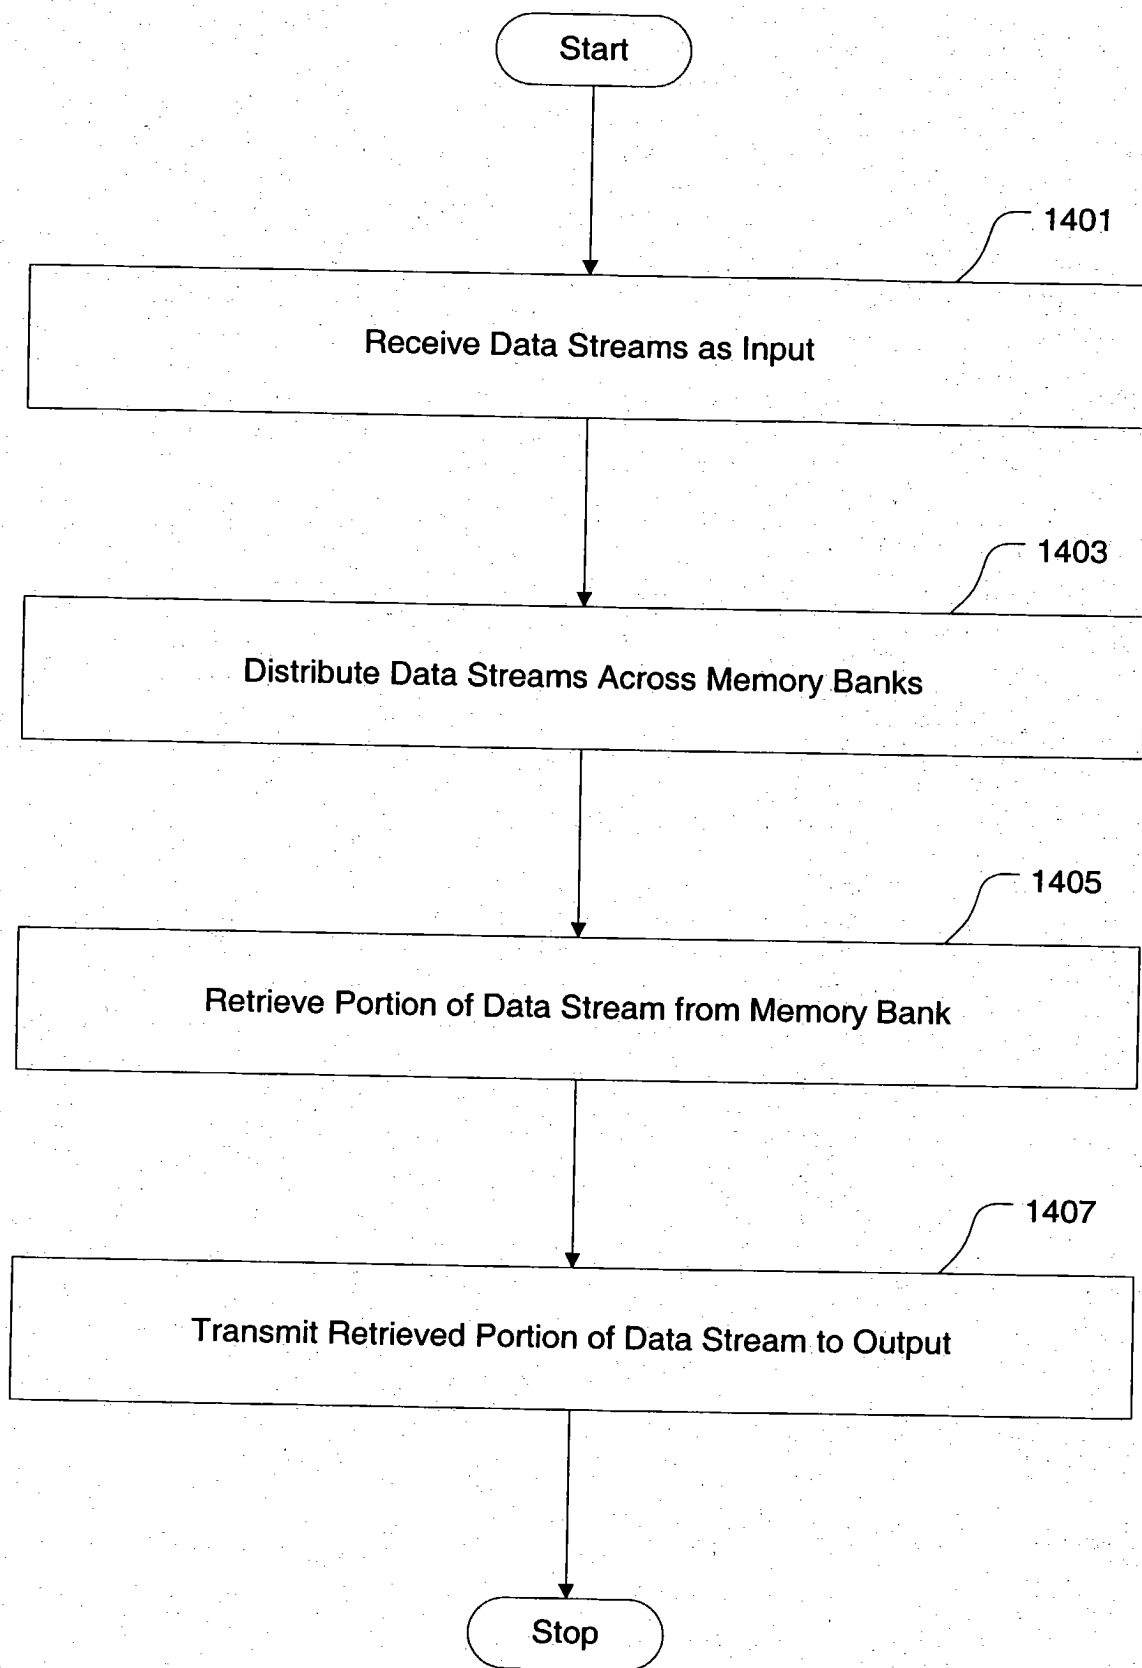 Start
1401
Receive Data Streams as Input
1403
Distribute Data Streams Across Memory Banks
1405
Retrieve Portion of Data Stream from Memory Bank
1407
Transmit Retrieved Portion of Data Stream to Output
Stop